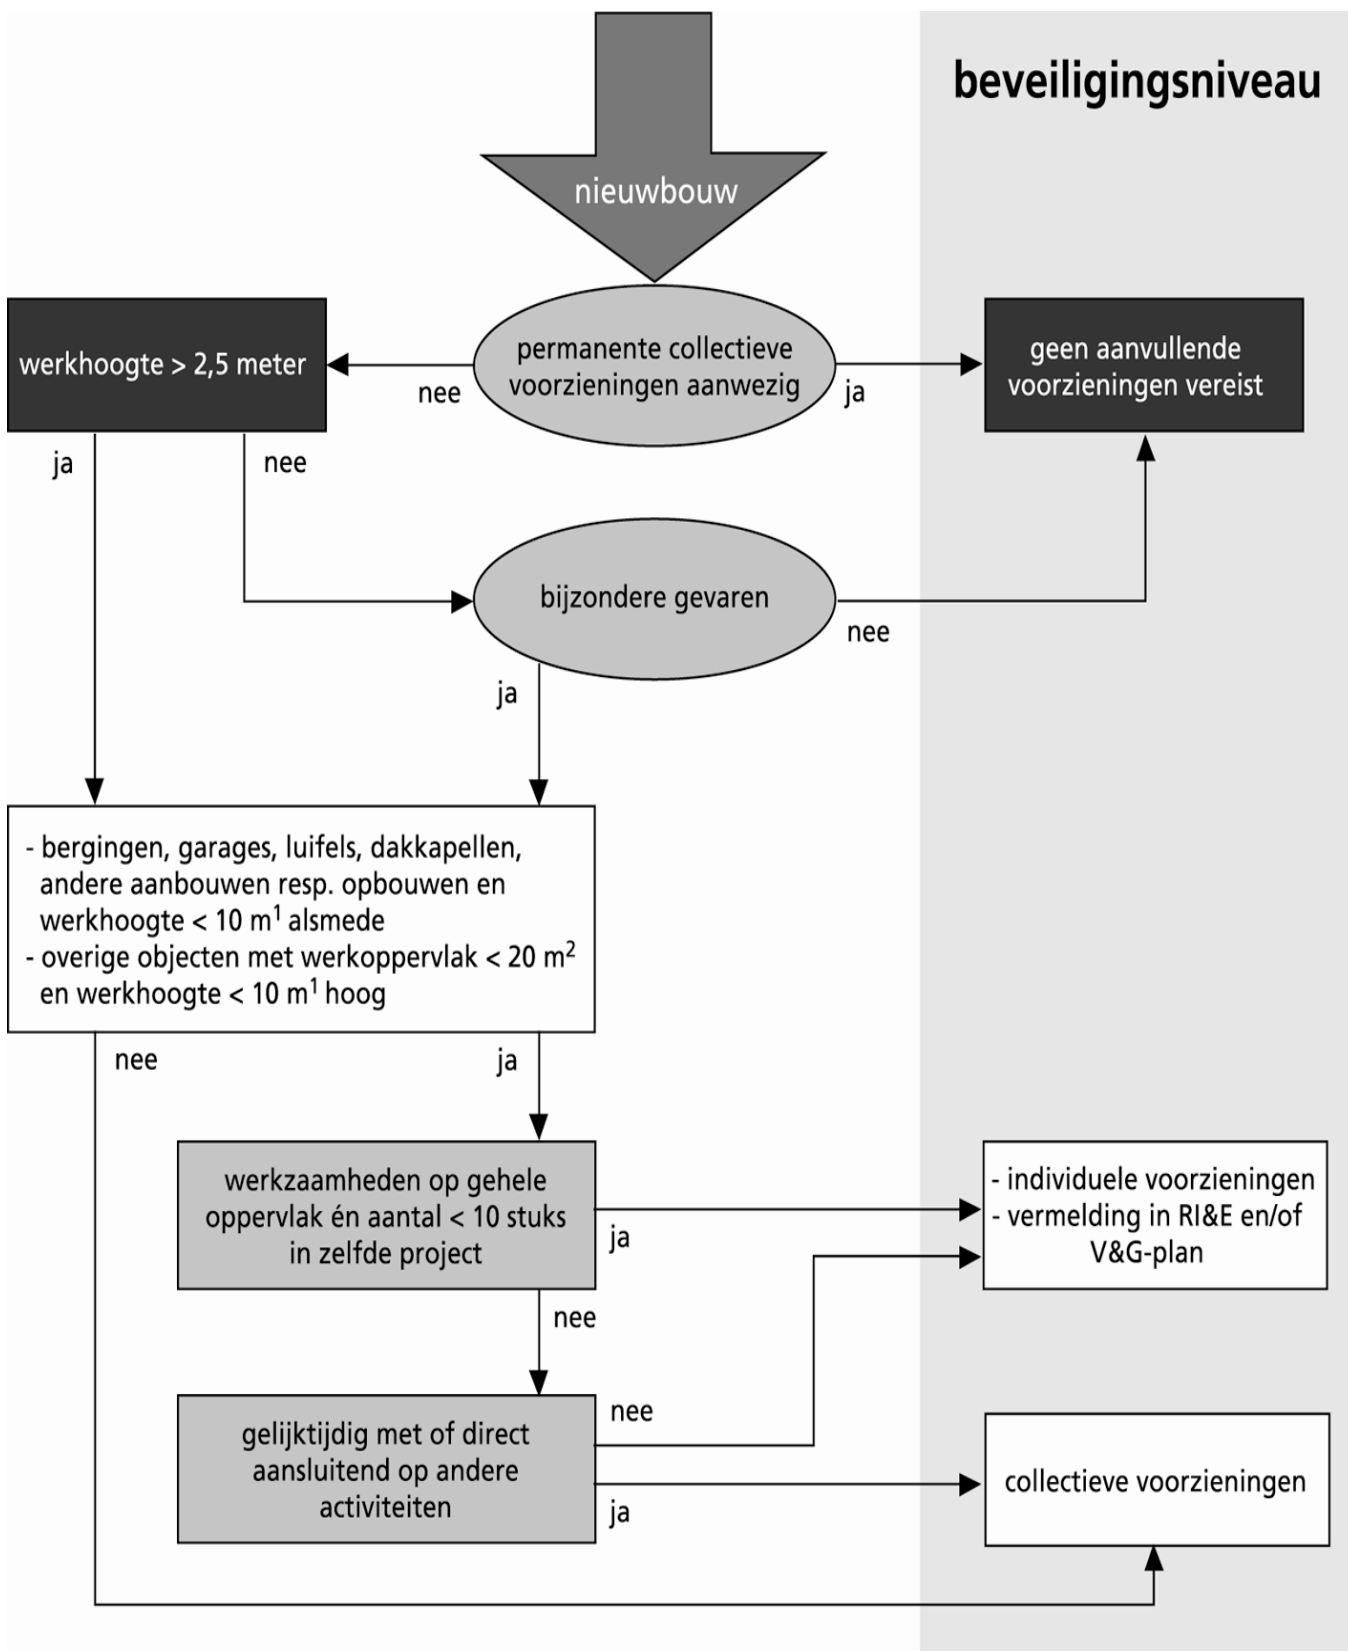 beveiligingsniveau
nieuwbouw
werkhoogte > 2,5 meter
nee
permanente collectieve
voorzieningen aanwezig
ja
geen aanvullende
voorzieningen vereist
ja
nee
bijzondere gevaren
nee
ja
- bergingen, garages, luifels, dakkapellen,
andere aanbouwen resp. opbouwen en
werkhoogte < 10 m¹ alsmede
- overige objecten met werkoppervlak < 20 m²
en werkhoogte < 10 m¹ hoog
nee
ja
werkzaamheden op gehele
oppervlak én aantal < 10 stuks
in zelfde project
ja
- individuele voorzieningen
- vermelding in RI&E en/of
V&G-plan
nee
gelijktijdig met of direct
aansluitend op andere
activiteiten
nee
ja
collectieve voorzieningen